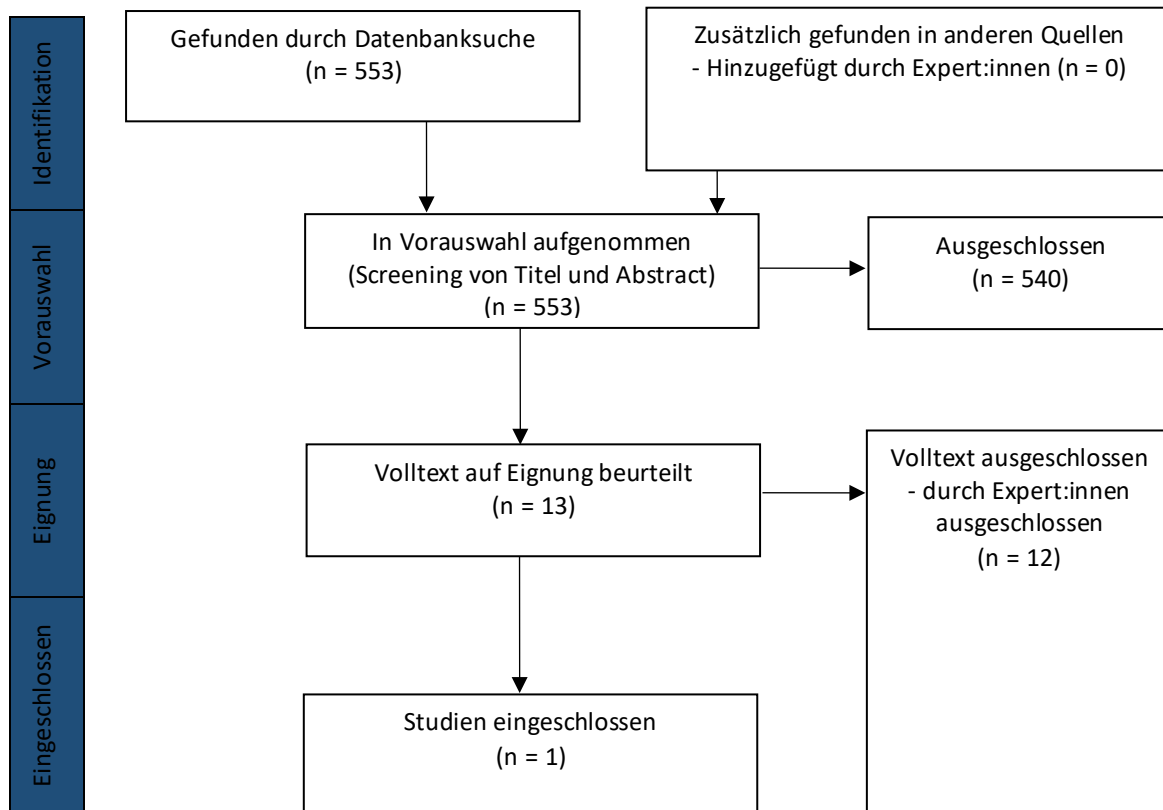 Identifikation
Gefunden durch Datenbanksuche
(n = 553)
Zusätzlich gefunden in anderen Quellen
- Hinzugefügt durch Expert:innen (n = 0)
Vorauswahl
In Vorauswahl aufgenommen
(Screening von Titel und Abstract)
(n = 553)
Ausgeschlossen
(n = 540)
Eignung
Volltext auf Eignung beurteilt
(n = 13)
Volltext ausgeschlossen
- durch Expert:innen
ausgeschlossen
(n = 12)
Eingeschlossen
Studien eingeschlossen
(n = 1)